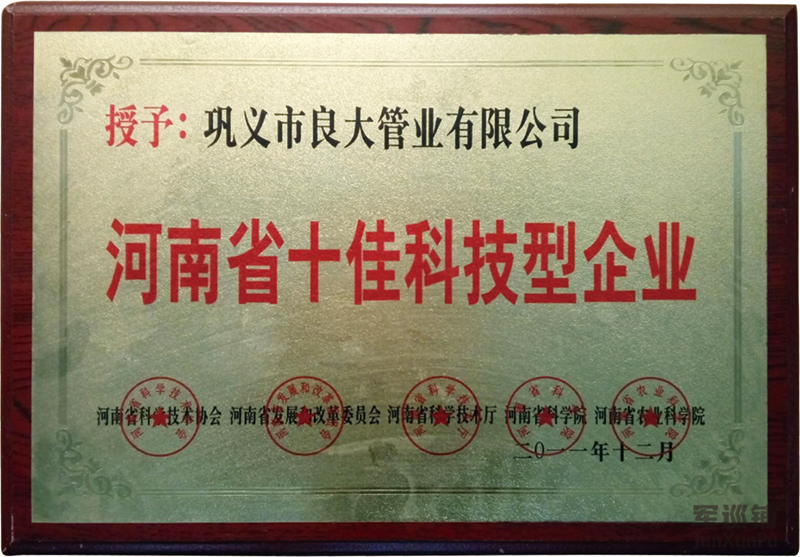 授予：巩义市良大管业有限公司
河南省十佳科技型企业
河南省科学技术协会 河南省发展和改革委员会 河南省科学技术厅 河南省科学院 河南省农业科学院
二〇一一年十二月